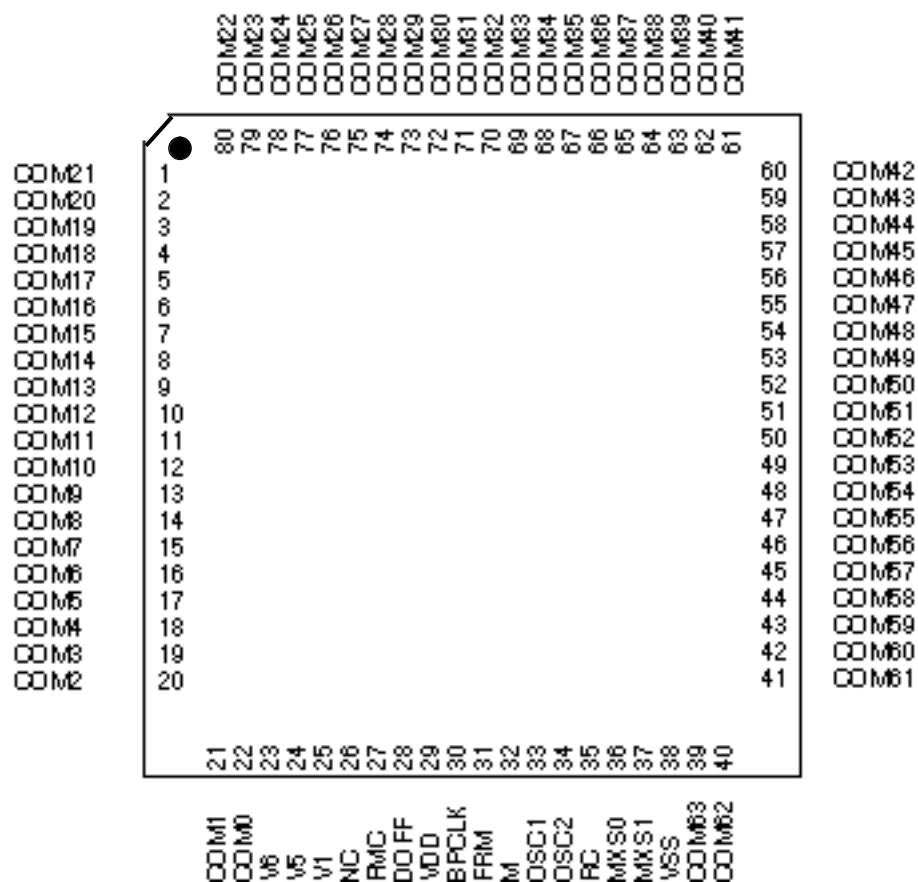 COM22 COM23 COM24 COM25 COM26 COM27 COM28 COM29 COM30 COM31 COM32 COM33 COM34 COM35 COM36 COM37 COM38 COM39 COM40 COM41
80 79 78 77 76 75 74 73 72 71 70 69 68 67 66 65 64 63 62 61
COM21 1 60 COM42
COM20 2 59 COM43
COM19 3 58 COM44
COM18 4 57 COM45
COM17 5 56 COM46
COM16 6 55 COM47
COM15 7 54 COM48
COM14 8 53 COM49
COM13 9 52 COM50
COM12 10 51 COM51
COM11 11 50 COM52
COM10 12 49 COM53
COM9 13 48 COM54
COM8 14 47 COM55
COM7 15 46 COM56
COM6 16 45 COM57
COM5 17 44 COM58
COM4 18 43 COM59
COM3 19 42 COM60
COM2 20 41 COM61
21 22 23 24 25 26 27 28 29 30 31 32 33 34 35 36 37 38 39 40
COM1 COM0 V6 V5 V1 NC RMC DOFF VDD BPCLK FRM M OSC1 OSC2 RC MXS0 MXS1 VSS COM63 COM62